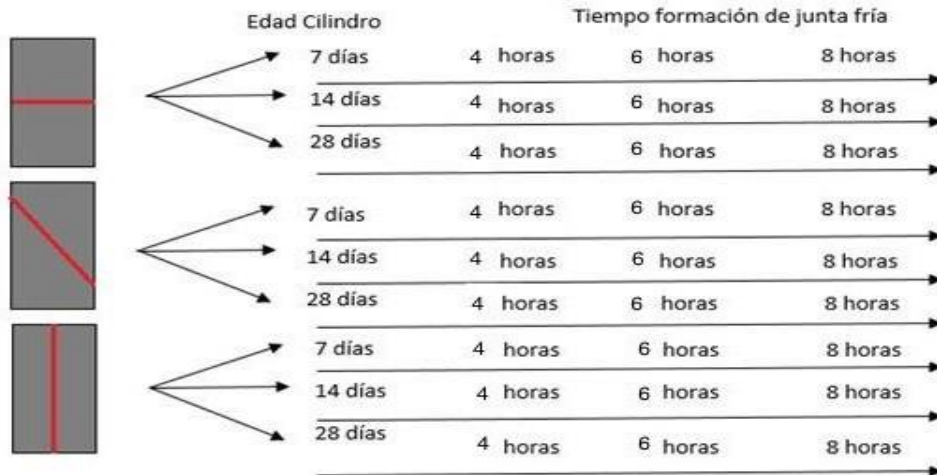 Edad Cilindro Tiempo formación de junta fría
7 días 4 horas 6 horas 8 horas
14 días 4 horas 6 horas 8 horas
28 días 4 horas 6 horas 8 horas
7 días 4 horas 6 horas 8 horas
14 días 4 horas 6 horas 8 horas
28 días 4 horas 6 horas 8 horas
7 días 4 horas 6 horas 8 horas
14 días 4 horas 6 horas 8 horas
28 días 4 horas 6 horas 8 horas